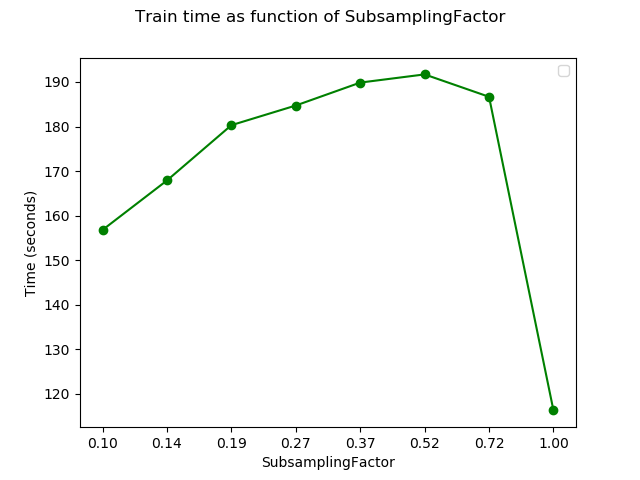 Train time as function of SubsamplingFactor
190
180
170
160
150
140
130
120
Time (seconds)
0.10 0.14 0.19 0.27 0.37 0.52 0.72 1.00
SubsamplingFactor